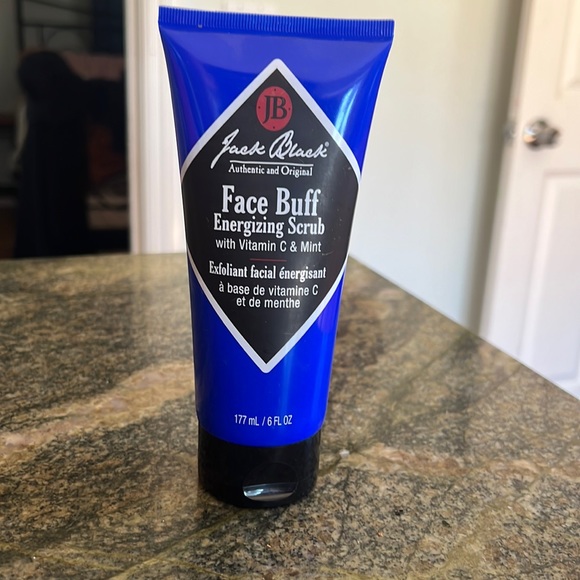 JB
Jack Black®
Authentic and Original
Face Buff
Energizing Scrub
with Vitamin C & Mint
Exfoliant facial énergisant
à base de vitamine C
et de menthe
177 mL / 6 FL OZ